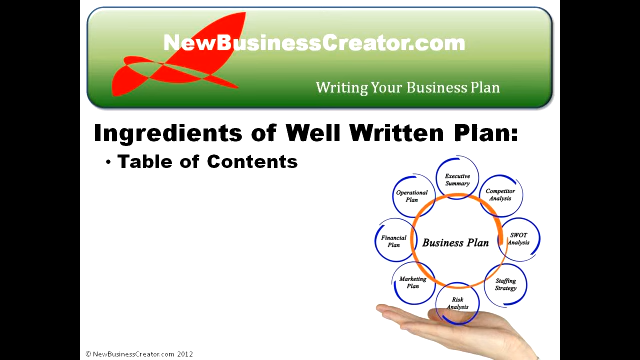 NewBusinessCreator.com
Writing Your Business Plan
Ingredients of Well Written Plan:
• Table of Contents
Executive
Summary
Operational
Plan
Competitor
Analysis
Financial
Plan
Business Plan
SWOT
Analysis
Marketing
Plan
Staffing
Strategy
Risk
Analysis
© NewBusinessCreator.com 2012